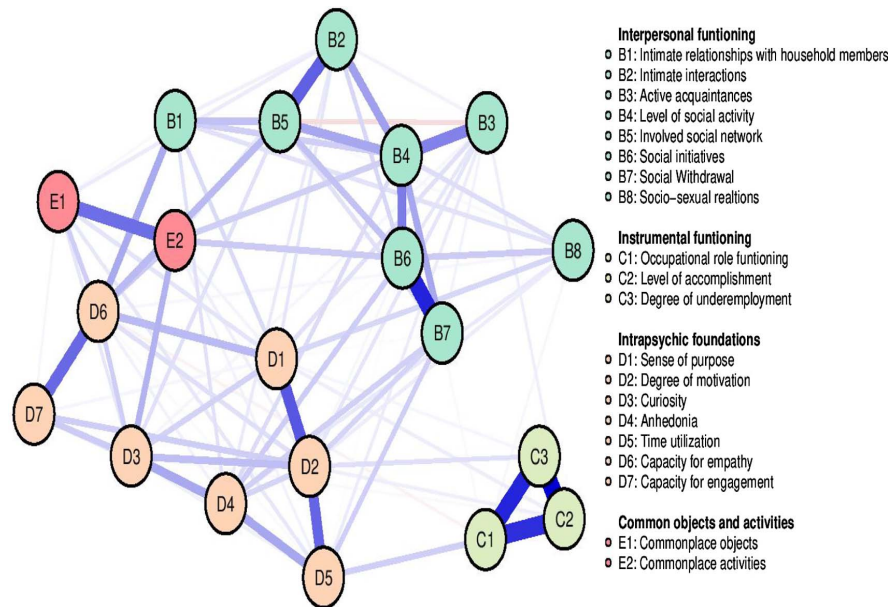 B2
B1
B5
B3
B4
E1
E2
B6
B8
D6
B7
D1
D7
D3
D2
C3
D4
C2
C1
D5
Interpersonal funtioning
B1: Intimate relationships with household members
B2: Intimate interactions
B3: Active acquaintances
B4: Level of social activity
B5: Involved social network
B6: Social initiatives
B7: Social Withdrawal
B8: Socio-sexual realtions
Instrumental funtioning
C1: Occupational role funtioning
C2: Level of accomplishment
C3: Degree of underemployment
Intrapsychic foundations
D1: Sense of purpose
D2: Degree of motivation
D3: Curiosity
D4: Anhedonia
D5: Time utilization
D6: Capacity for empathy
D7: Capacity for engagement
Common objects and activities
E1: Commonplace objects
E2: Commonplace activities